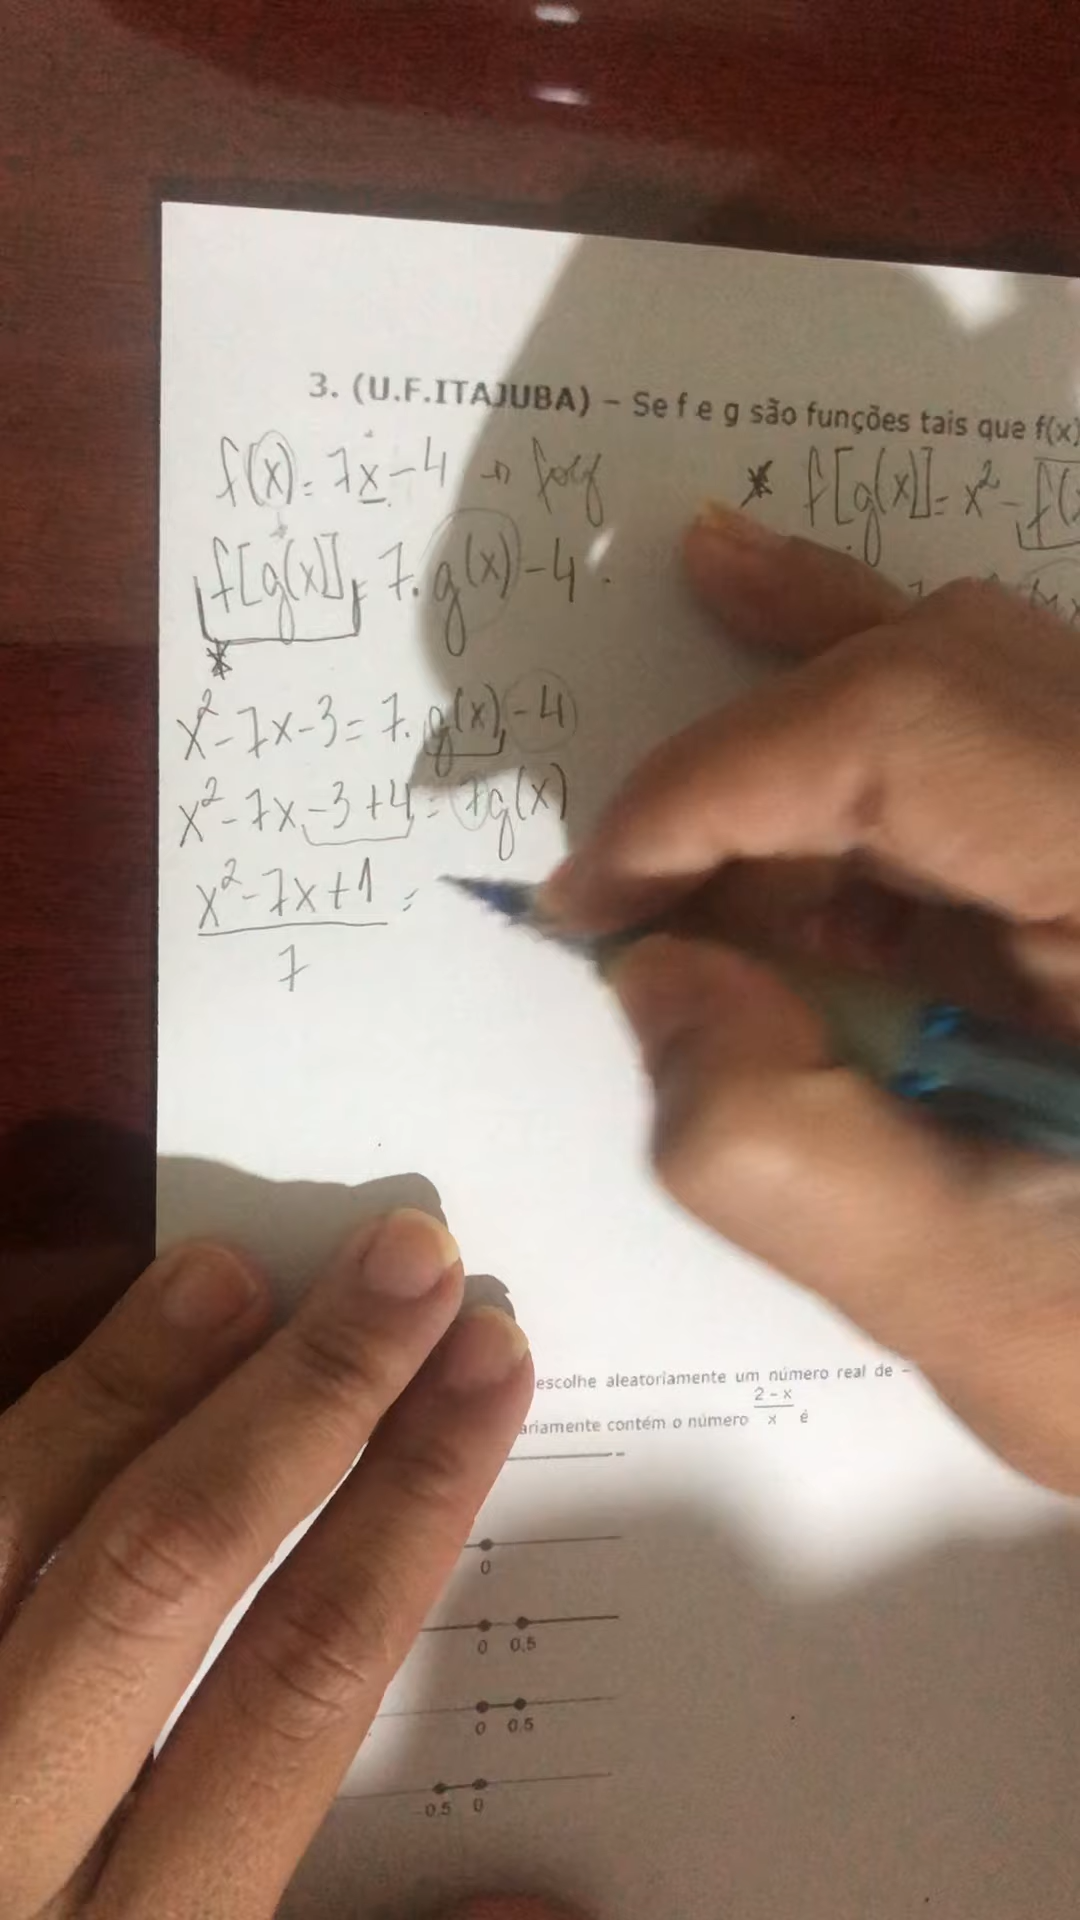 3. (U.F.ITAJUBA) – Se f e g são funções tais que f(x)
f(x) = 7x - 4 → fog
* f[g(x)] = x² - f(x
f[g(x)] = 7. g(x) - 4
*
x² - 7x - 3 = 7. g(x) - 4
x² - 7x - 3 + 4 = 7g(x)
x² - 7x + 1 =
7
escolhe aleatoriamente um número real de –
ariamente contém o número 2 – x / x é
0
0 0,5
0 0,5
-0,5 0